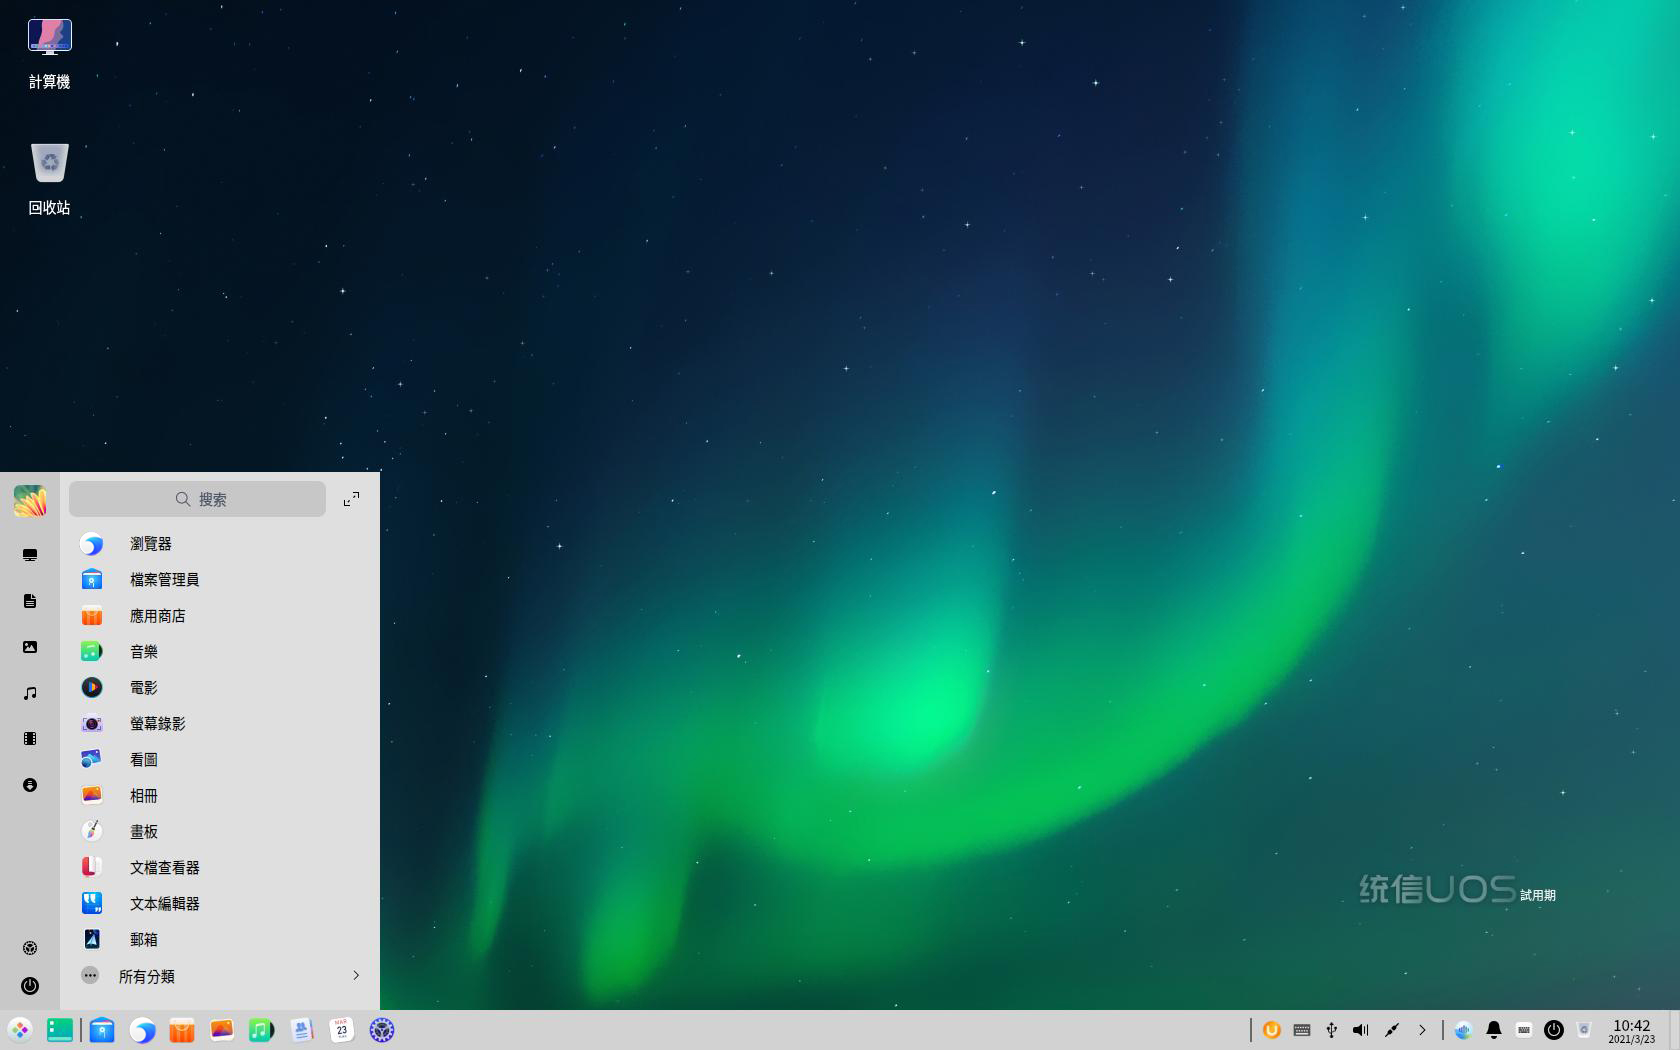 計算機
回收站
搜索
瀏覽器
檔案管理員
應用商店
音樂
電影
螢幕錄影
看圖
相冊
畫板
文檔查看器
文本編輯器
郵箱
所有分類
统信UOS 試用期
MAR
23
10:42
2021/3/23